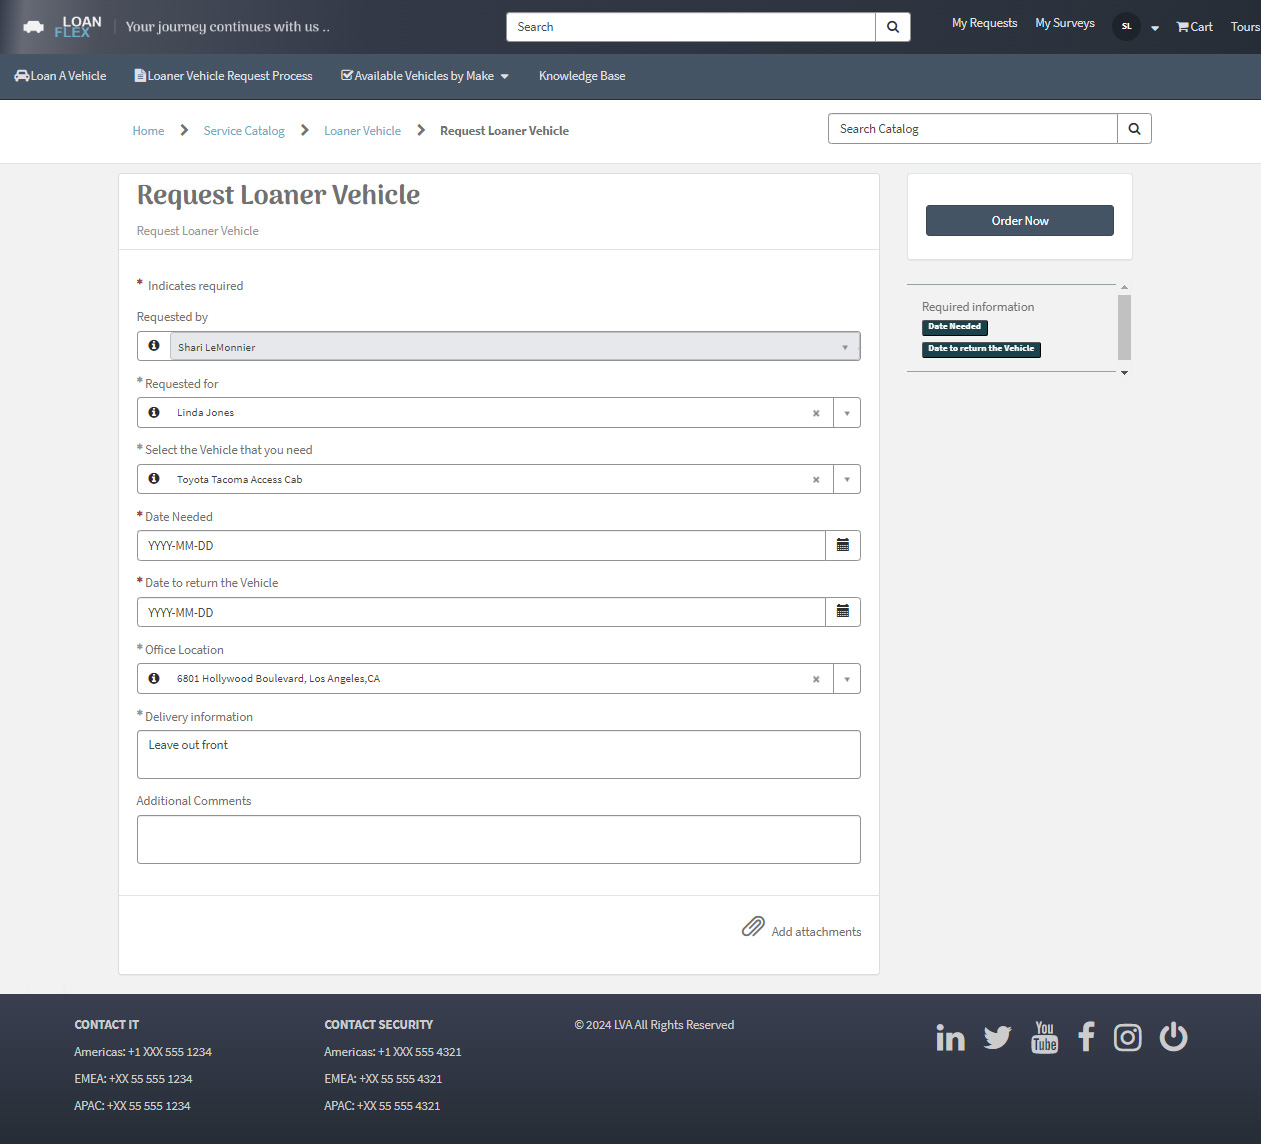 LOAN
FLEX
Your journey continues with us ..
Search
My Requests
My Surveys
SL
Cart
Tours
Loan A Vehicle
Loaner Vehicle Request Process
Available Vehicles by Make
Knowledge Base
Home
Service Catalog
Loaner Vehicle
Request Loaner Vehicle
Search Catalog
Request Loaner Vehicle
Request Loaner Vehicle
Order Now
* Indicates required
Required information
Date Needed
Date to return the Vehicle
Requested by
Shari LeMonnier
* Requested for
Linda Jones
* Select the Vehicle that you need
Toyota Tacoma Access Cab
* Date Needed
YYYY-MM-DD
* Date to return the Vehicle
YYYY-MM-DD
* Office Location
6801 Hollywood Boulevard, Los Angeles,CA
* Delivery information
Leave out front
Additional Comments
Add attachments
CONTACT IT
Americas: +1 XXX 555 1234
EMEA: +XX 55 555 1234
APAC: +XX 55 555 1234
CONTACT SECURITY
Americas: +1 XXX 555 4321
EMEA: +XX 55 555 4321
APAC: +XX 55 555 4321
© 2024 LVA All Rights Reserved
in
You
Tube